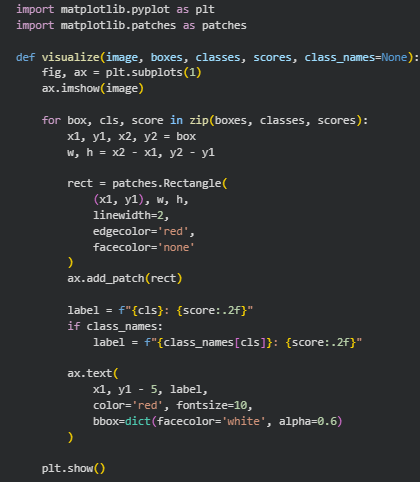 import matplotlib.pyplot as plt
import matplotlib.patches as patches

def visualize(image, boxes, classes, scores, class_names=None):
    fig, ax = plt.subplots(1)
    ax.imshow(image)

    for box, cls, score in zip(boxes, classes, scores):
        x1, y1, x2, y2 = box
        w, h = x2 - x1, y2 - y1

        rect = patches.Rectangle(
            (x1, y1), w, h,
            linewidth=2,
            edgecolor='red',
            facecolor='none'
        )
        ax.add_patch(rect)

        label = f"{cls}: {score:.2f}"
        if class_names:
            label = f"{class_names[cls]}: {score:.2f}"

        ax.text(
            x1, y1 - 5, label,
            color='red', fontsize=10,
            bbox=dict(facecolor='white', alpha=0.6)
        )

    plt.show()